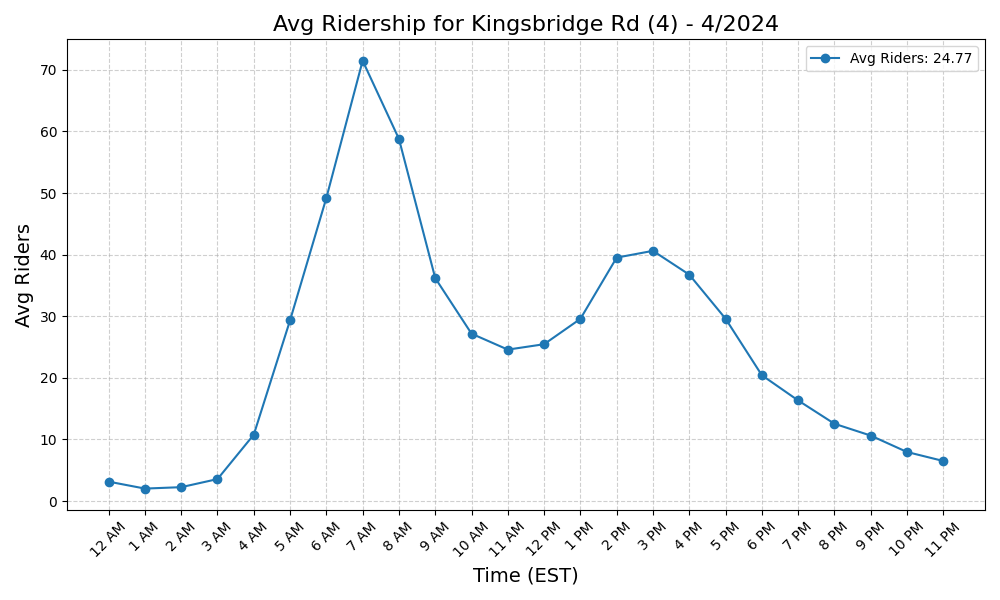 Avg Ridership for Kingsbridge Rd (4) - 4/2024
Avg Riders: 24.77
Avg Riders
70
60
50
40
30
20
10
0
12 AM
1 AM
2 AM
3 AM
4 AM
5 AM
6 AM
7 AM
8 AM
9 AM
10 AM
11 AM
12 PM
1 PM
2 PM
3 PM
4 PM
5 PM
6 PM
7 PM
8 PM
9 PM
10 PM
11 PM
Time (EST)